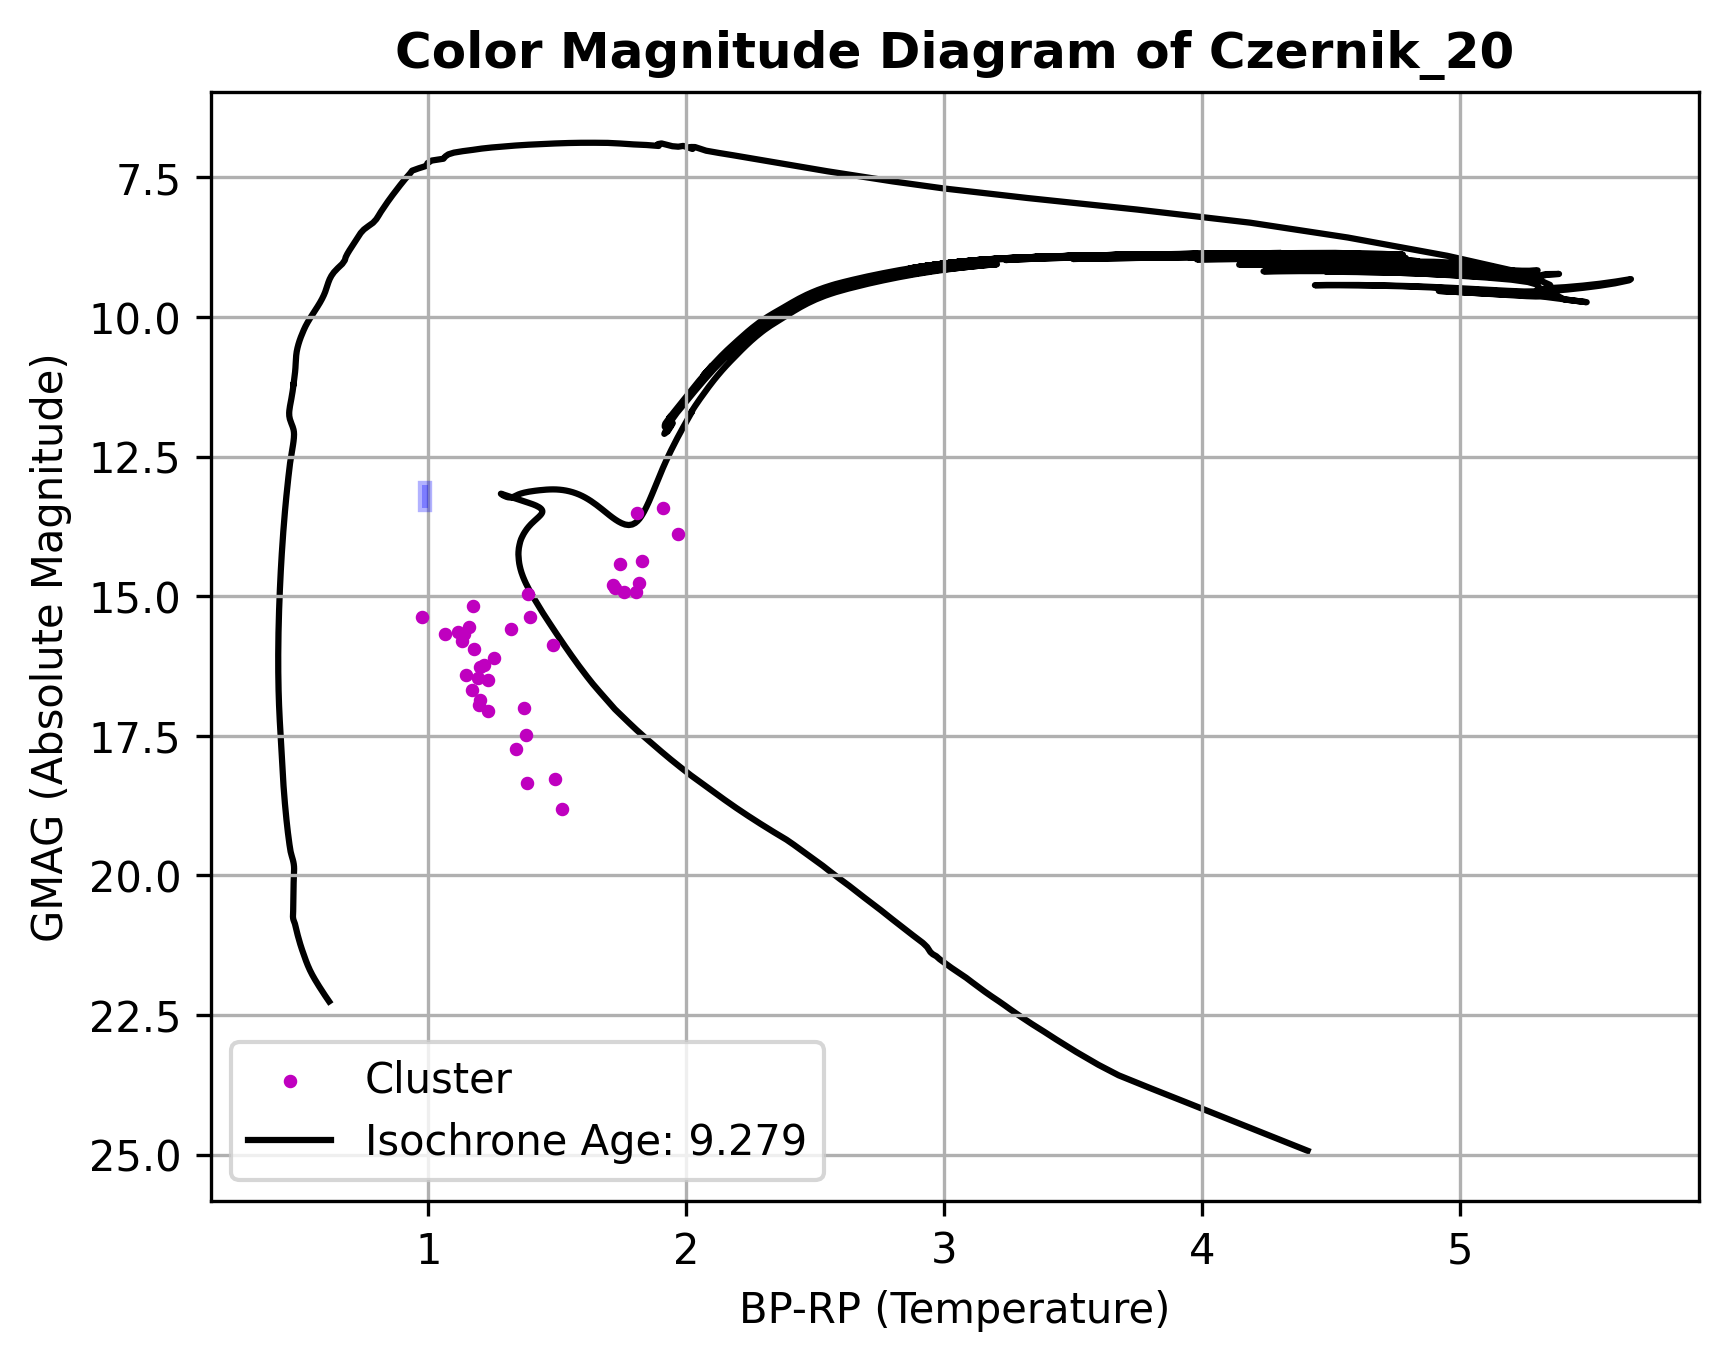 Color Magnitude Diagram of Czernik_20
GMAG (Absolute Magnitude)
7.5
10.0
12.5
15.0
17.5
20.0
22.5
25.0
Cluster
Isochrone Age: 9.279
1 2 3 4 5
BP-RP (Temperature)